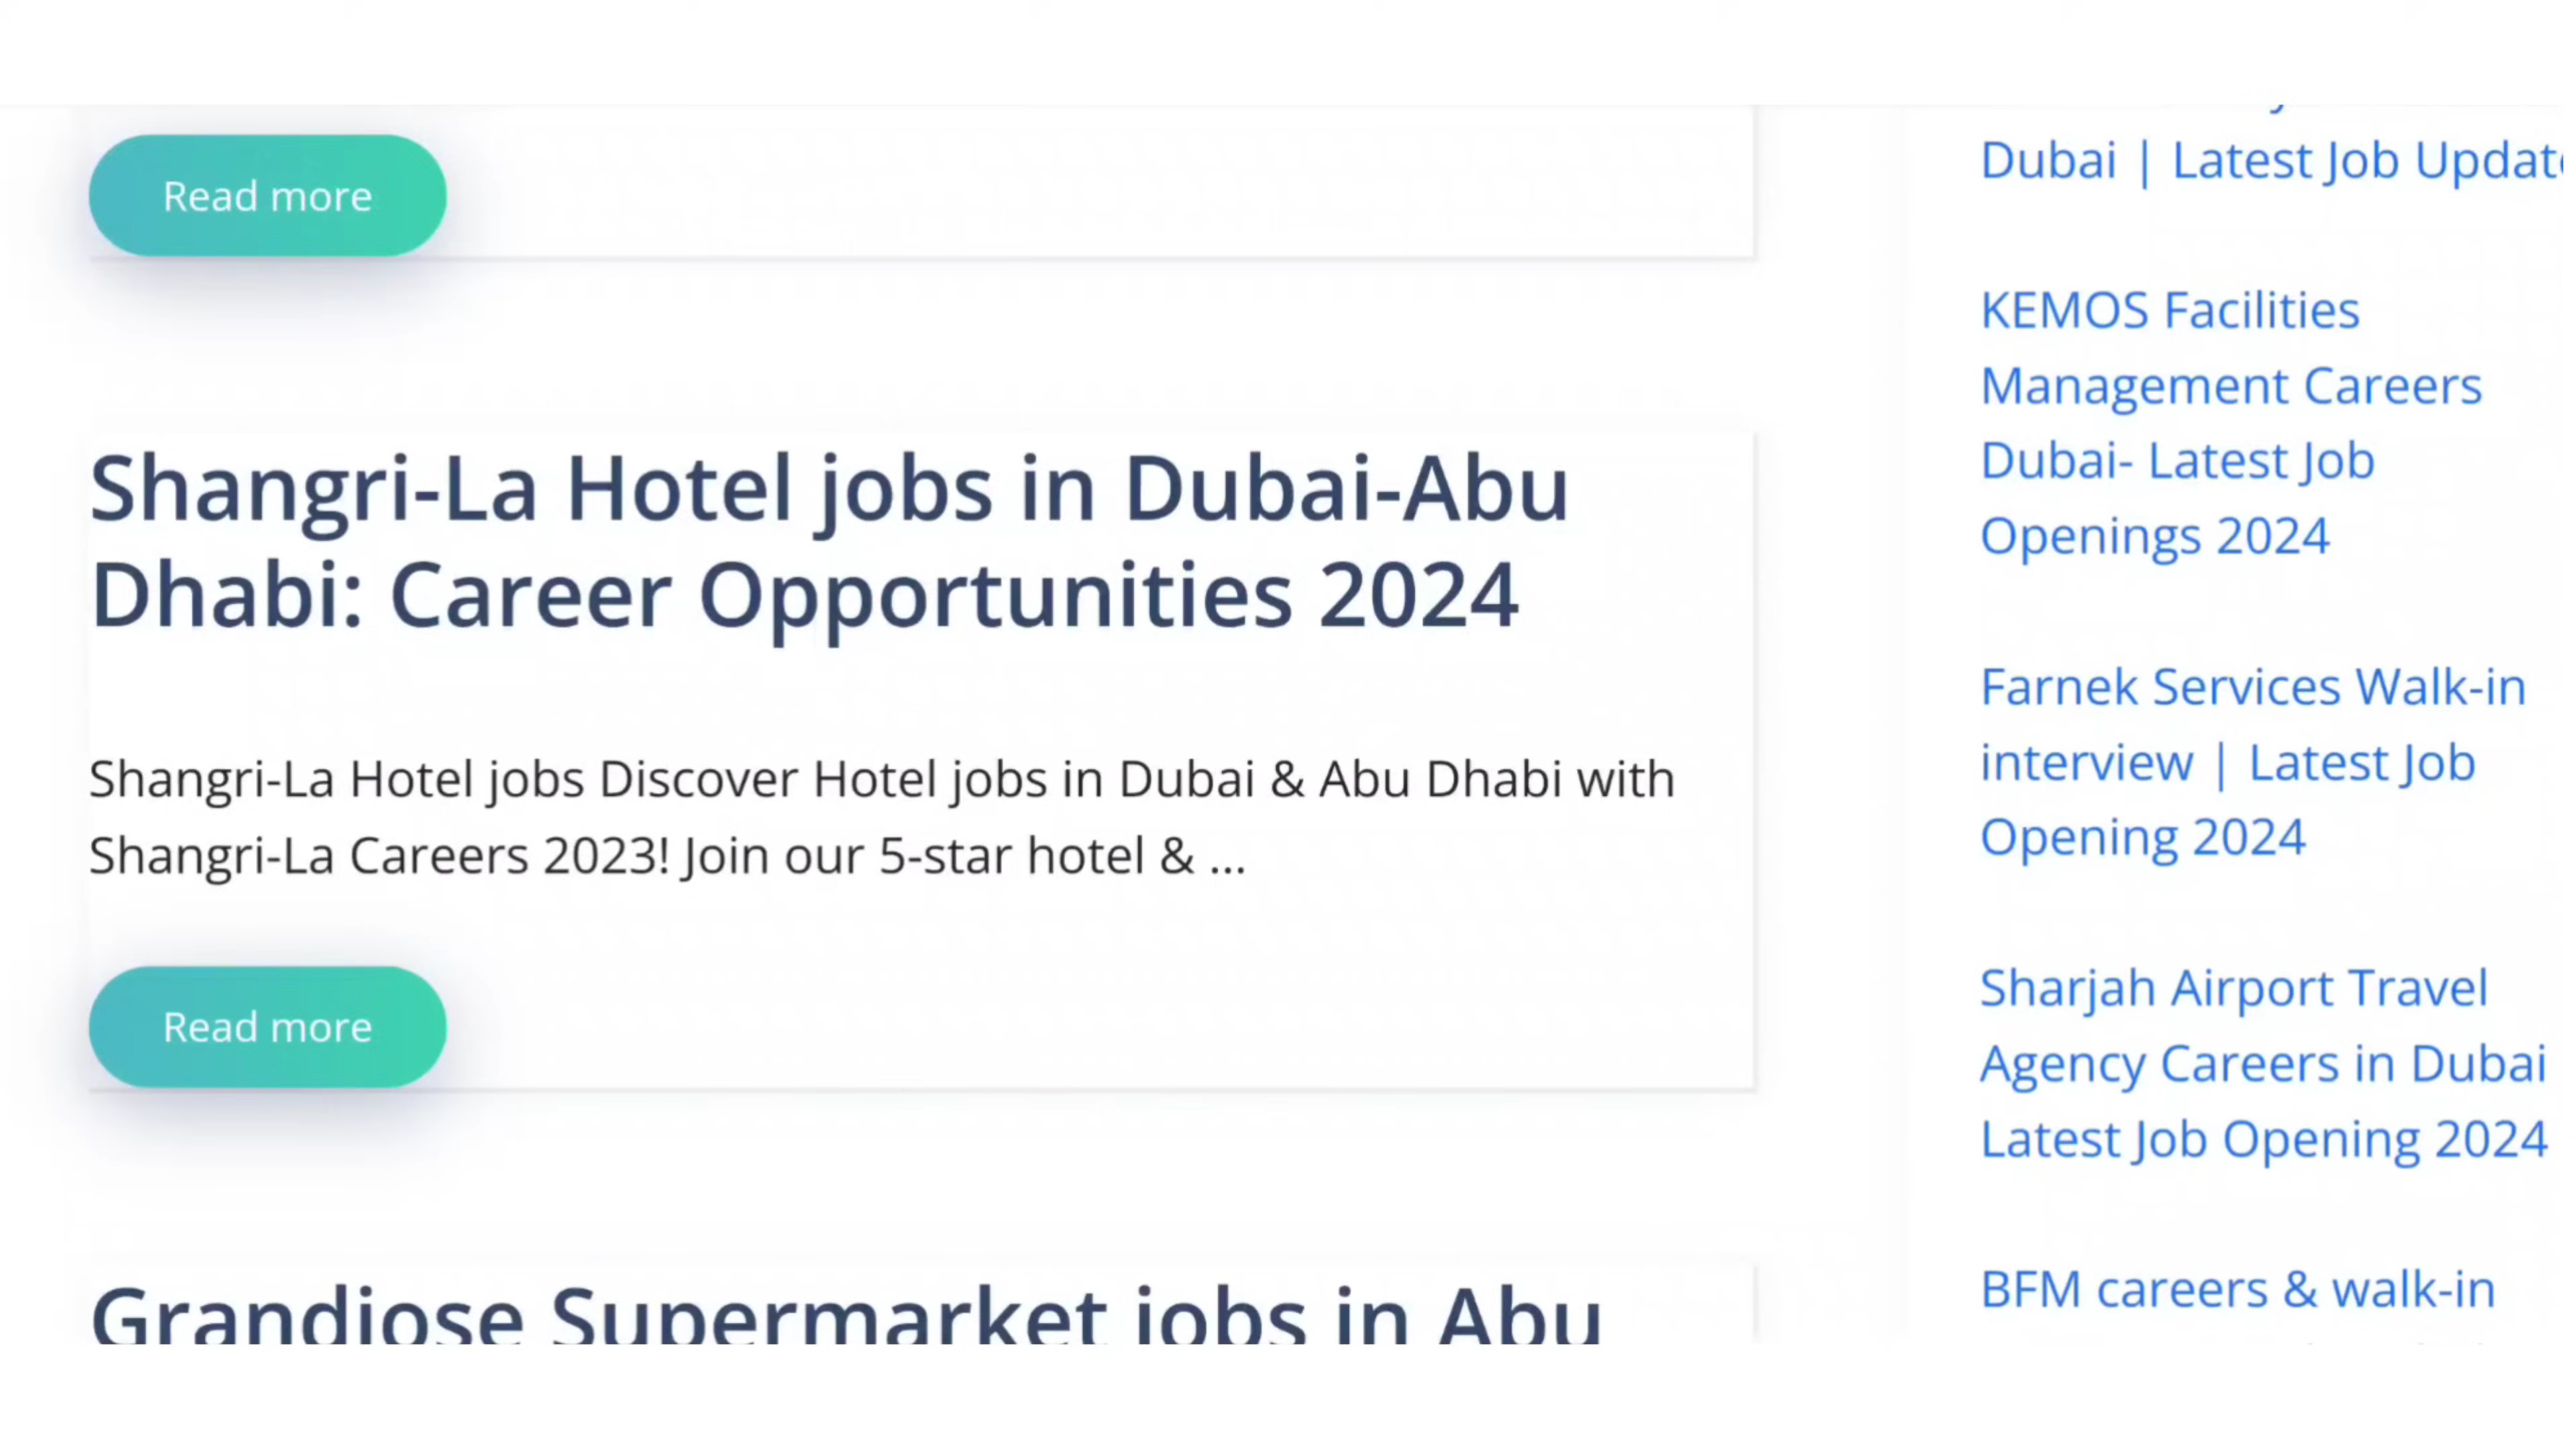 Read more
Shangri-La Hotel jobs in Dubai-Abu
Dhabi: Career Opportunities 2024
Shangri-La Hotel jobs Discover Hotel jobs in Dubai & Abu Dhabi with
Shangri-La Careers 2023! Join our 5-star hotel & ...
Read more
Grandiose Supermarket jobs in Abu
Dubai | Latest Job Update
KEMOS Facilities
Management Careers
Dubai- Latest Job
Openings 2024
Farnek Services Walk-in
interview | Latest Job
Opening 2024
Sharjah Airport Travel
Agency Careers in Dubai
Latest Job Opening 2024
BFM careers & walk-in